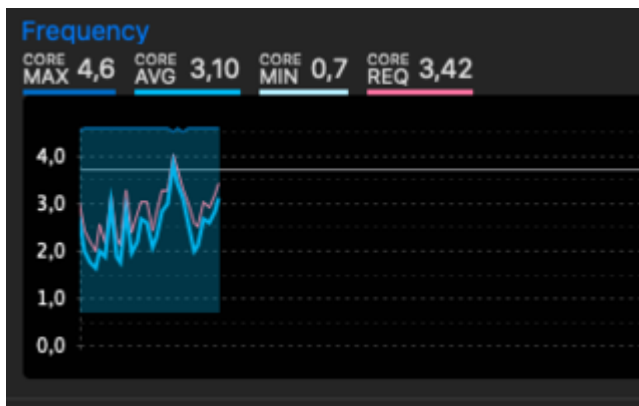 Frequency
CORE MAX 4,6 CORE AVG 3,10 CORE MIN 0,7 CORE REQ 3,42
4,0
3,0
2,0
1,0
0,0